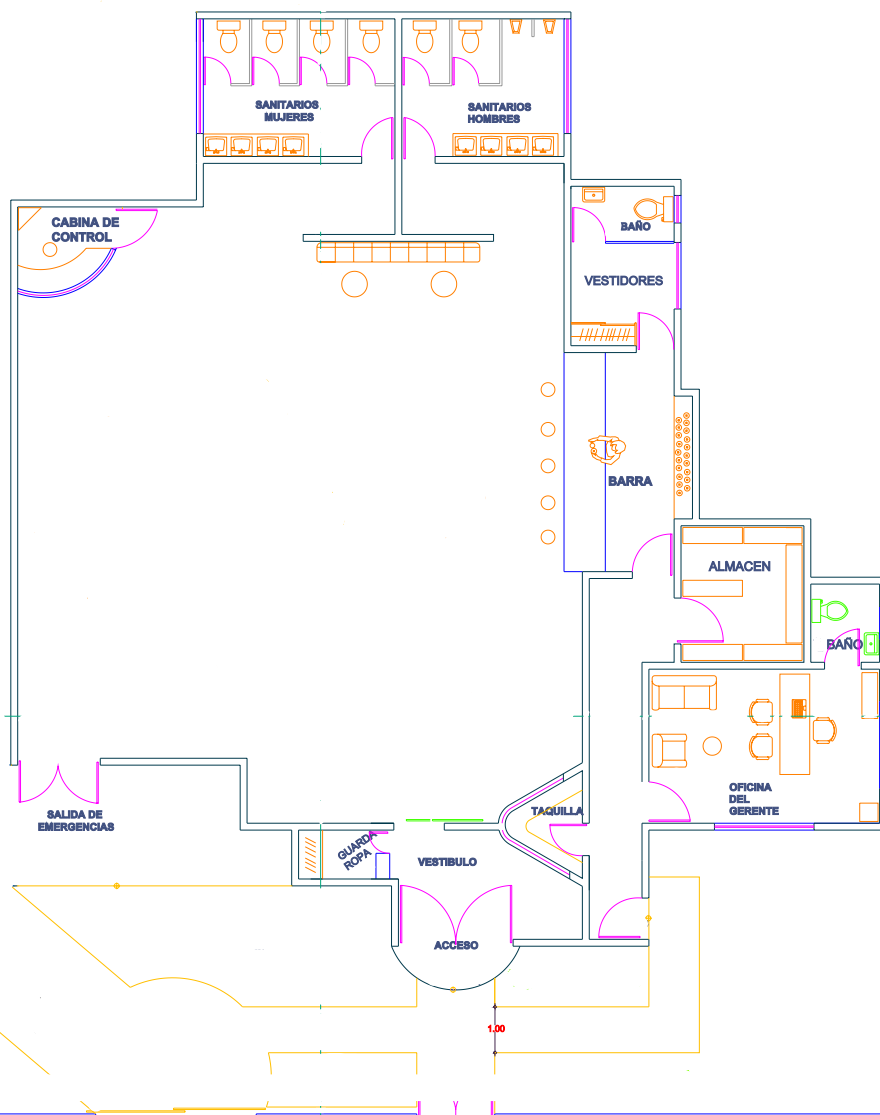 SANITARIOS
MUJERES
SANITARIOS
HOMBRES
CABINA DE
CONTROL
BAÑO
VESTIDORES
BARRA
ALMACEN
BAÑO
OFICINA
DEL
GERENTE
TAQUILLA
SALIDA DE
EMERGENCIAS
GUARDA
ROPA
VESTIBULO
ACCESO
1.00